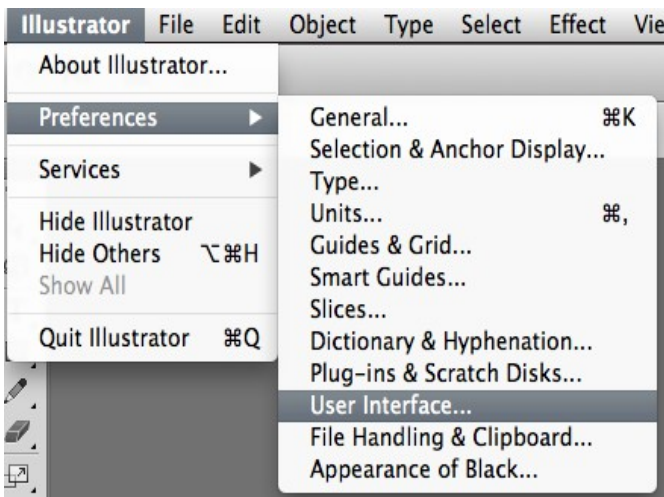 Illustrator File Edit Object Type Select Effect Vie
About Illustrator...
Preferences
Services
Hide Illustrator
Hide Others ⌥⌘H
Show All
Quit Illustrator ⌘Q
General... ⌘K
Selection & Anchor Display...
Type...
Units... ⌘,
Guides & Grid...
Smart Guides...
Slices...
Dictionary & Hyphenation...
Plug-ins & Scratch Disks...
User Interface...
File Handling & Clipboard...
Appearance of Black...